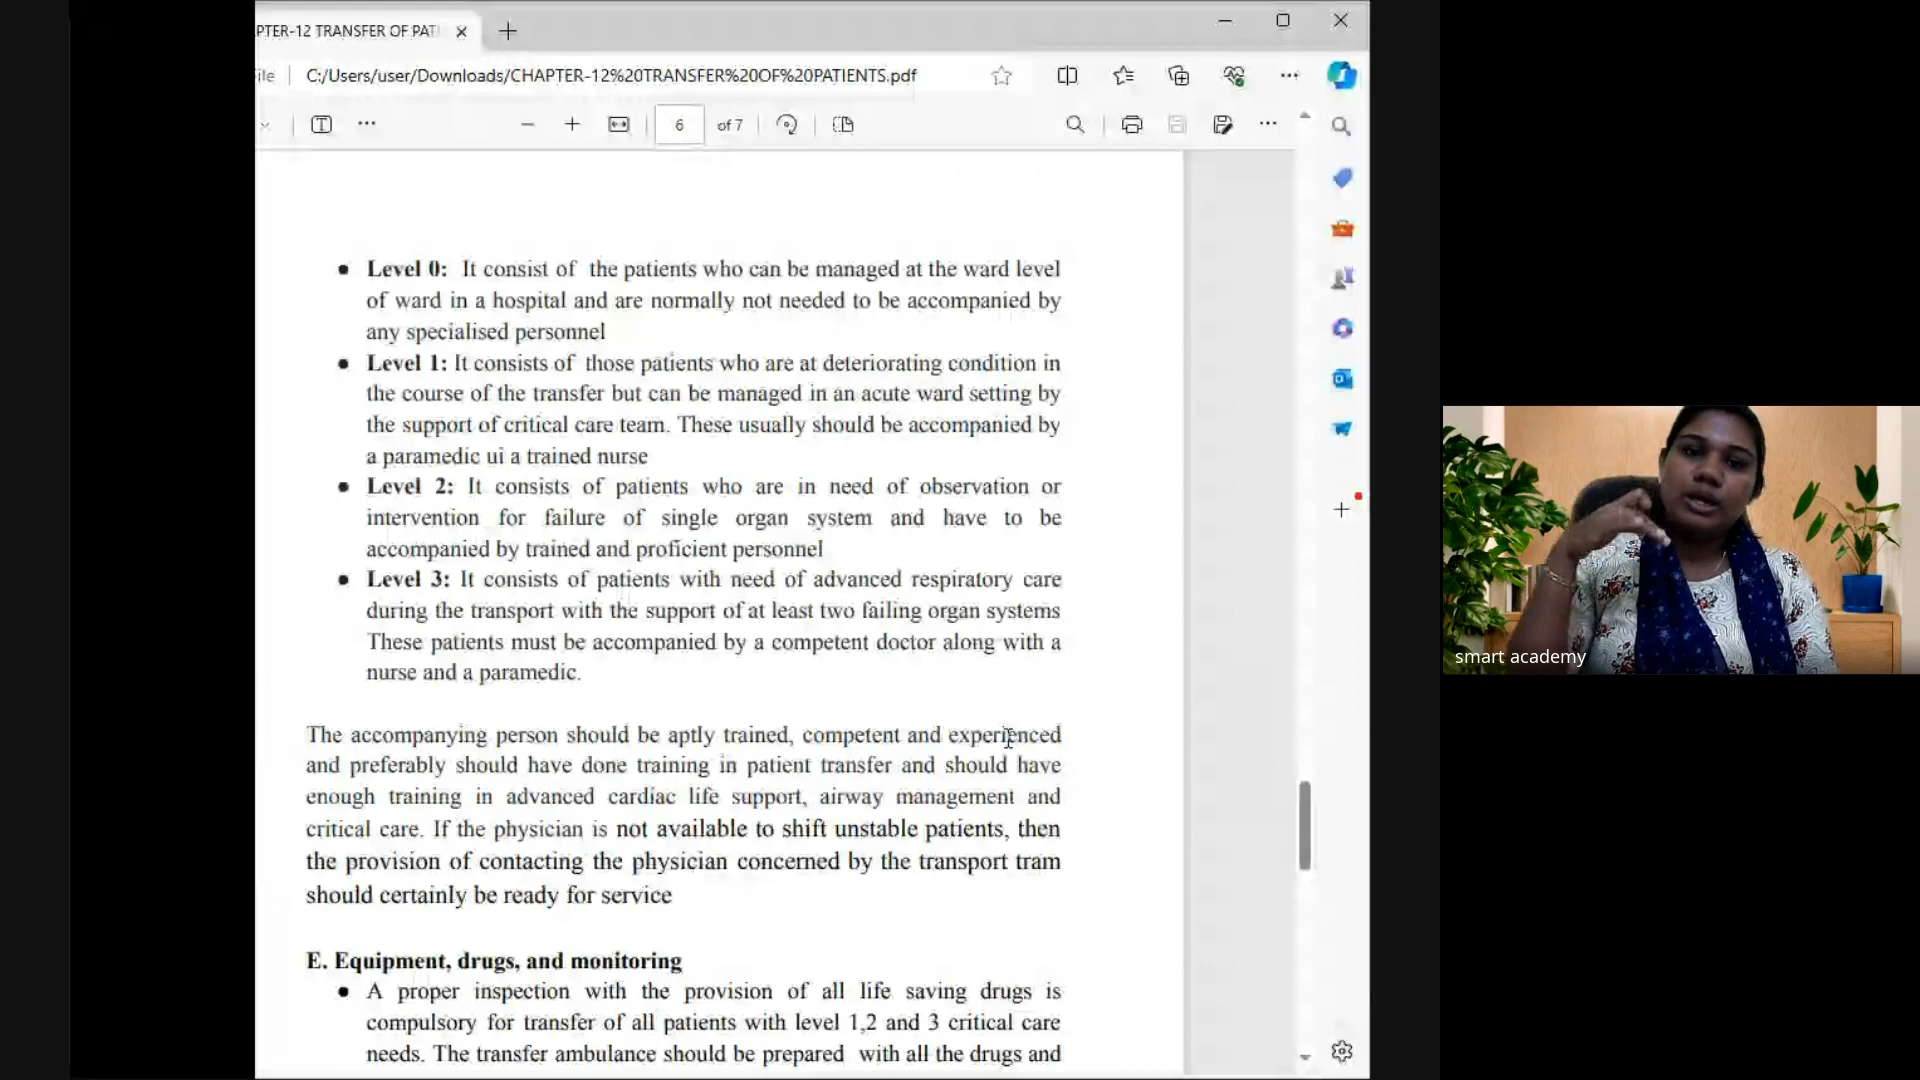 PTER-12 TRANSFER OF PAT
ile
C:/Users/user/Downloads/CHAPTER-12%20TRANSFER%20OF%20PATIENTS.pdf
6 of 7
• Level 0: It consist of the patients who can be managed at the ward level
of ward in a hospital and are normally not needed to be accompanied by
any specialised personnel
• Level 1: It consists of those patients who are at deteriorating condition in
the course of the transfer but can be managed in an acute ward setting by
the support of critical care team. These usually should be accompanied by
a paramedic ui a trained nurse
• Level 2: It consists of patients who are in need of observation or
intervention for failure of single organ system and have to be
accompanied by trained and proficient personnel
• Level 3: It consists of patients with need of advanced respiratory care
during the transport with the support of at least two failing organ systems
These patients must be accompanied by a competent doctor along with a
nurse and a paramedic.
The accompanying person should be aptly trained, competent and experienced
and preferably should have done training in patient transfer and should have
enough training in advanced cardiac life support, airway management and
critical care. If the physician is not available to shift unstable patients, then
the provision of contacting the physician concerned by the transport tram
should certainly be ready for service
E. Equipment, drugs, and monitoring
• A proper inspection with the provision of all life saving drugs is
compulsory for transfer of all patients with level 1,2 and 3 critical care
needs. The transfer ambulance should be prepared with all the drugs and
smart academy